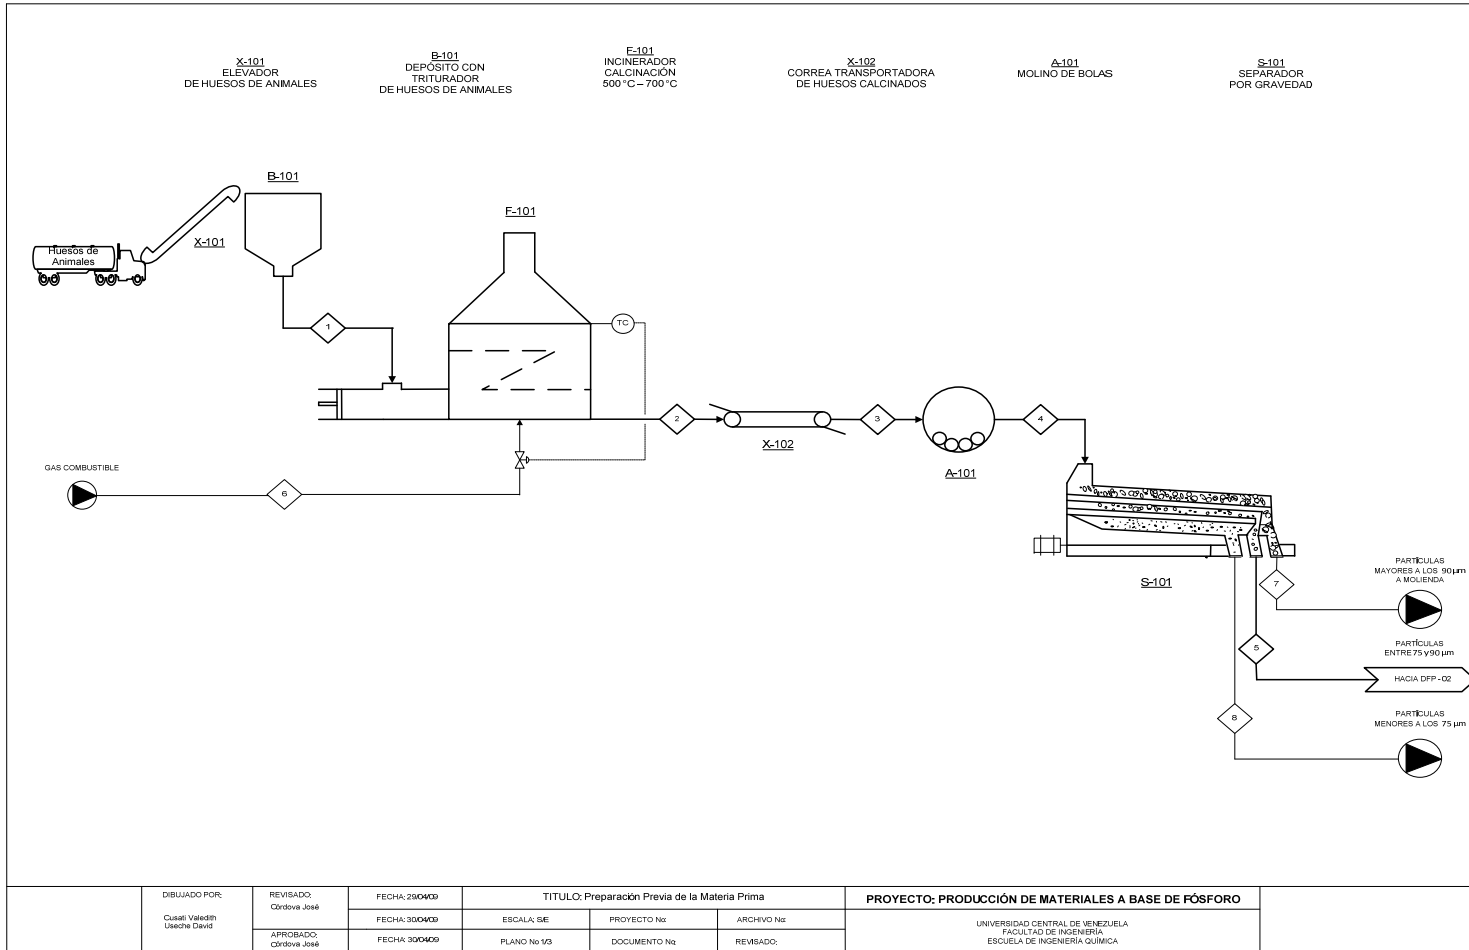 X-101
ELEVADOR
DE HUESOS DE ANIMALES
B-101
DEPÓSITO CON
TRITURADOR
DE HUESOS DE ANIMALES
F-101
INCINERADOR
CALCINACIÓN
500 °C – 700 °C
X-102
CORREA TRANSPORTADORA
DE HUESOS CALCINADOS
A-101
MOLINO DE BOLAS
S-101
SEPARADOR
POR GRAVEDAD
B-101
F-101
X-101
Huesos de
Animales
1
TC
2
3
4
X-102
A-101
GAS COMBUSTIBLE
6
S-101
7
PARTÍCULAS
MAYORES A LOS 90 µm
A MOLIENDA
5
PARTÍCULAS
ENTRE 75 y 90 µm
HACIA DFP-02
8
PARTÍCULAS
MENORES A LOS 75 µm
DIBUJADO POR:
Cusati Valedith
Useche David
REVISADO:
Córdova José
APROBADO:
Córdova José
FECHA: 29/04/09
FECHA: 30/04/09
FECHA: 30/04/09
TITULO: Preparación Previa de la Materia Prima
ESCALA: S/E
PROYECTO No:
ARCHIVO No:
PLANO No 1/3
DOCUMENTO No:
REVISADO:
PROYECTO: PRODUCCIÓN DE MATERIALES A BASE DE FÓSFORO
UNIVERSIDAD CENTRAL DE VENEZUELA
FACULTAD DE INGENIERÍA
ESCUELA DE INGENIERÍA QUÍMICA